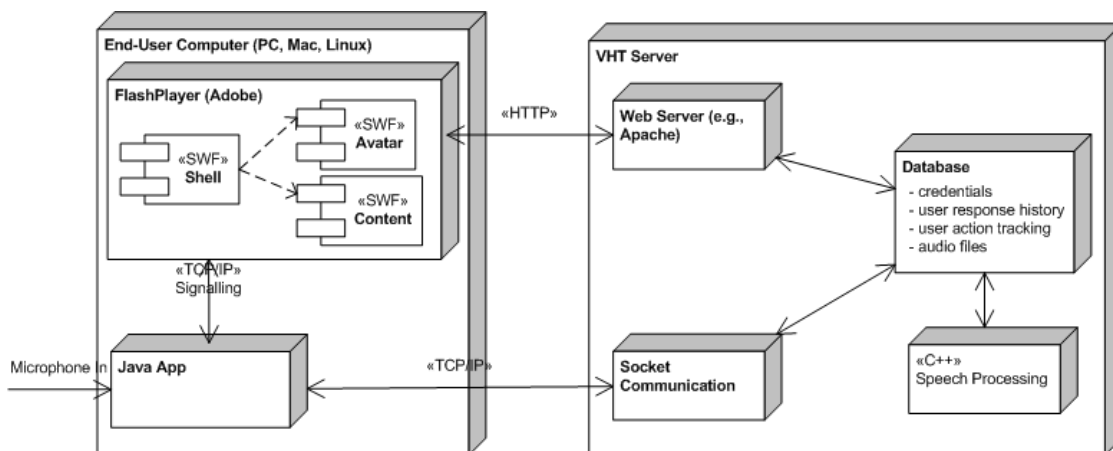 End-User Computer (PC, Mac, Linux)
FlashPlayer (Adobe)
«SWF»
Shell
«SWF»
Avatar
«SWF»
Content
«TCP/IP»
Signalling
Microphone In
Java App
«HTTP»
«TCP/IP»
VHT Server
Web Server (e.g.,
Apache)
Database
- credentials
- user response history
- user action tracking
- audio files
Socket
Communication
«C++»
Speech Processing